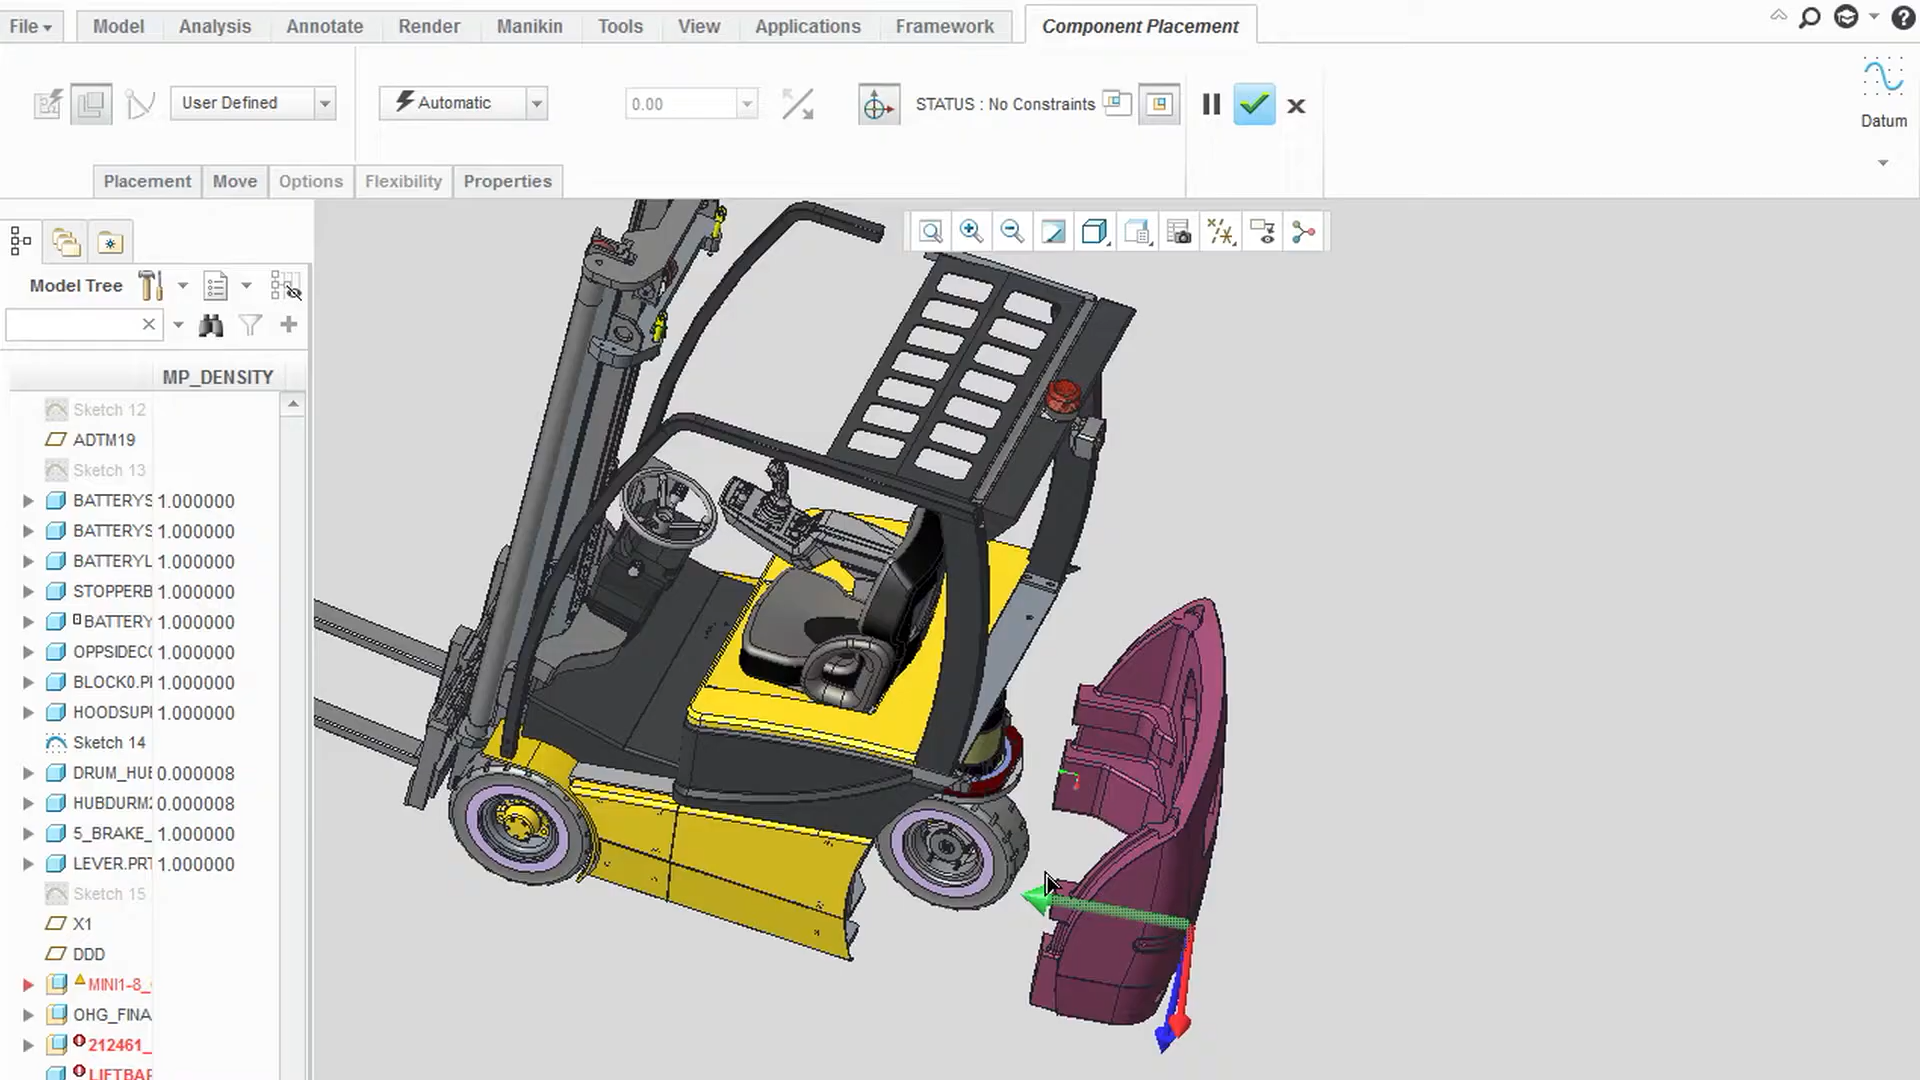 File Model Analysis Annotate Render Manikin Tools View Applications Framework Component Placement
User Defined Automatic 0.00 STATUS : No Constraints
Datum
Placement Move Options Flexibility Properties
Model Tree
MP_DENSITY
Sketch 12
ADTM19
Sketch 13
BATTERYS 1.000000
BATTERYS 1.000000
BATTERYL 1.000000
STOPPERB 1.000000
BATTERY 1.000000
OPPSIDEC 1.000000
BLOCK0.P 1.000000
HOODSUP 1.000000
Sketch 14
DRUM_HUB 0.000008
HUBDURM2 0.000008
5_BRAKE_ 1.000000
LEVER.PRT 1.000000
Sketch 15
X1
DDD
MINI1-8_
OHG_FINA
212461_
LIFTBAR